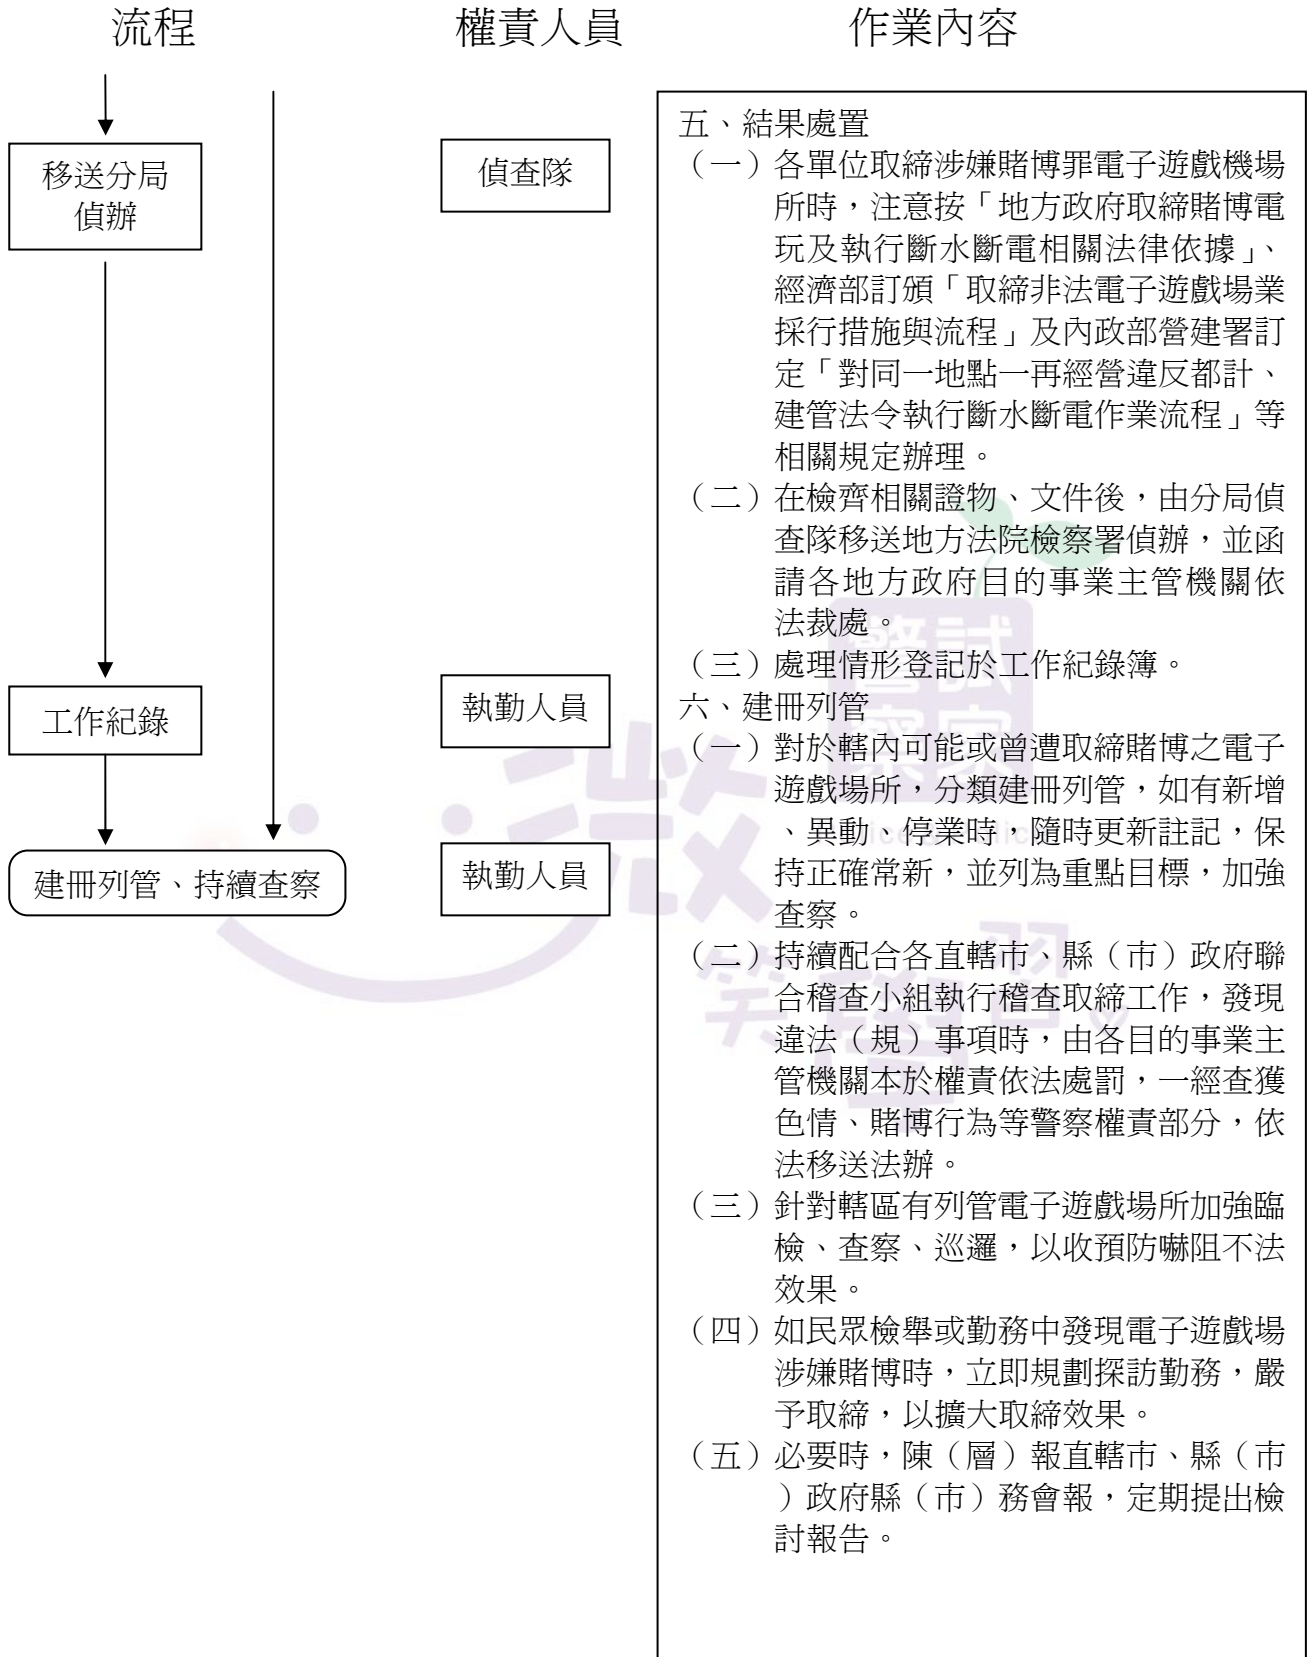 流程 權責人員 作業內容
移送分局
偵辦
偵查隊
五、結果處置
（一）各單位取締涉嫌賭博罪電子遊戲機場
所時，注意按「地方政府取締賭博電
玩及執行斷水斷電相關法律依據」、
經濟部訂頒「取締非法電子遊戲場業
採行措施與流程」及內政部營建署訂
定「對同一地點一再經營違反都計、
建管法令執行斷水斷電作業流程」等
相關規定辦理。
（二）在檢齊相關證物、文件後，由分局偵
查隊移送地方法院檢察署偵辦，並函
請各地方政府目的事業主管機關依
法裁處。
（三）處理情形登記於工作紀錄簿。
工作紀錄
執勤人員
六、建冊列管
（一）對於轄內可能或曾遭取締賭博之電子
遊戲場所，分類建冊列管，如有新增
、異動、停業時，隨時更新註記，保
持正確常新，並列為重點目標，加強
查察。
建冊列管、持續查察
執勤人員
（二）持續配合各直轄市、縣（市）政府聯
合稽查小組執行稽查取締工作，發現
違法（規）事項時，由各目的事業主
管機關本於權責依法處罰，一經查獲
色情、賭博行為等警察權責部分，依
法移送法辦。
（三）針對轄區有列管電子遊戲場所加強臨
檢、查察、巡邏，以收預防嚇阻不法
效果。
（四）如民眾檢舉或勤務中發現電子遊戲場
涉嫌賭博時，立即規劃探訪勤務，嚴
予取締，以擴大取締效果。
（五）必要時，陳（層）報直轄市、縣（市
）政府縣（市）務會報，定期提出檢
討報告。
警試
察家
微
笑
學
習